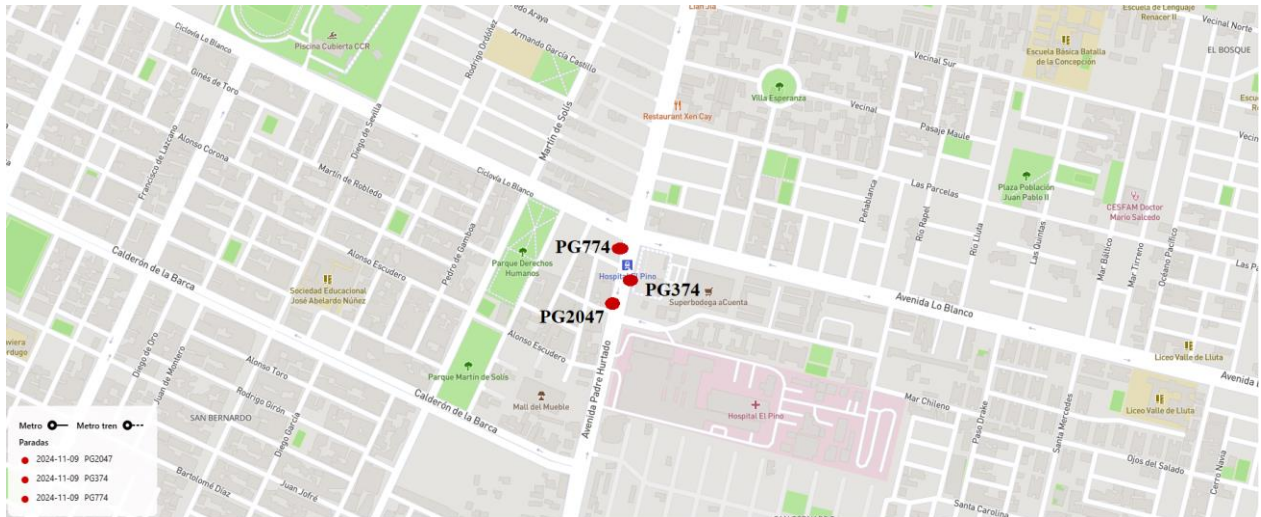 Lian Jia
Escuela de Lenguaje
Renacer II
Vecinal Norte
Ciclovía Lo Blanco
Piscina Cubierta CCR
Rodrigo Ordóñez
Armando García Castillo
Escuela Básica Batalla
de la Concepción
EL BOSQUE
Vecinal Sur
Ginés de Toro
Diego de Sevilla
Villa Esperanza
Vecinal
Restaurant Xen Cay
Francisco de Lazcano
Alonso Corona
Martín de Solís
Pasaje Maule
Martín de Robledo
Ciclovía Lo Blanco
Las Parcelas
Plaza Población
Juan Pablo II
Peñablanca
Río Rapel
Río Lluta
Las Quintas
CESFAM Doctor
Mario Salcedo
Mar Báltico
Mar Tirreno
Océano Pacífico
Calderón de la Barca
Alonso Escudero
Pedro de Gamboa
Parque Derechos
Humanos
PG774
Hospital El Pino
PG374
Superbodega aCuenta
PG2047
Avenida Lo Blanco
Sociedad Educacional
José Abelardo Núñez
Diego de Oro
Juan de Montero
Alonso Toro
Alonso Escudero
Parque Martín de Solís
Avenida Padre Hurtado
Liceo Valle de Lluta
Rodrigo Girón
Diego García
SAN BERNARDO
Calderón de la Barca
Mall del Mueble
Hospital El Pino
Mar Chileno
Paso Drake
Santa Mercedes
Liceo Valle de Lluta
Metro Metro tren
Paradas
2024-11-09 PG2047
2024-11-09 PG374
2024-11-09 PG774
Bartolomé Díaz
Juan Jofré
Ojos del Salado
Cerro Navia
Santa Carolina